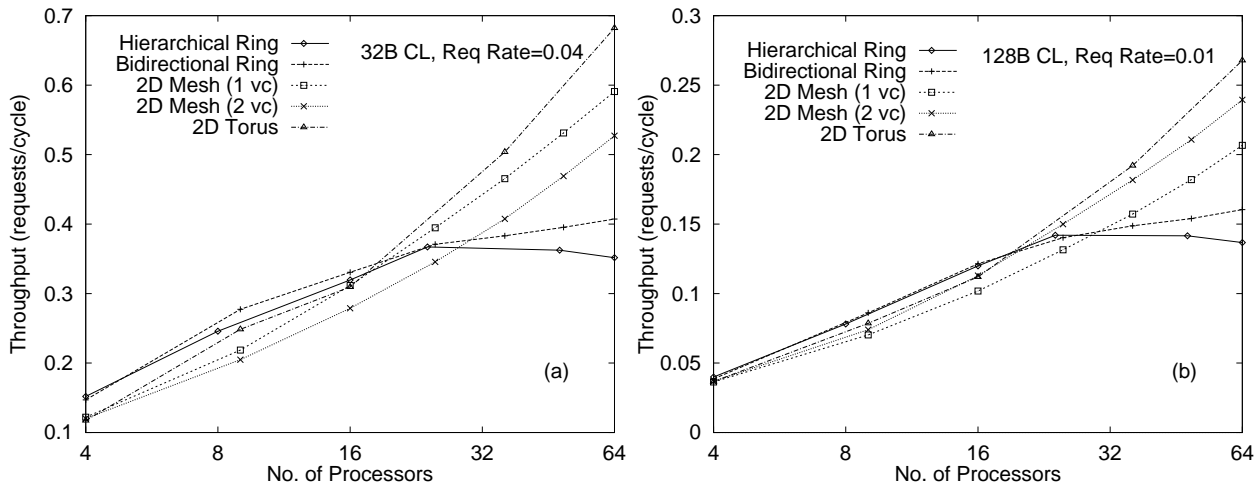 0.7
0.6
0.5
0.4
0.3
0.2
0.1
Throughput (requests/cycle)
Hierarchical Ring
Bidirectional Ring
2D Mesh (1 vc)
2D Mesh (2 vc)
2D Torus
32B CL, Req Rate=0.04
(a)
4 8 16 32 64
No. of Processors
0.3
0.25
0.2
0.15
0.1
0.05
0
Throughput (requests/cycle)
Hierarchical Ring
Bidirectional Ring
2D Mesh (1 vc)
2D Mesh (2 vc)
2D Torus
128B CL, Req Rate=0.01
(b)
4 8 16 32 64
No. of Processors